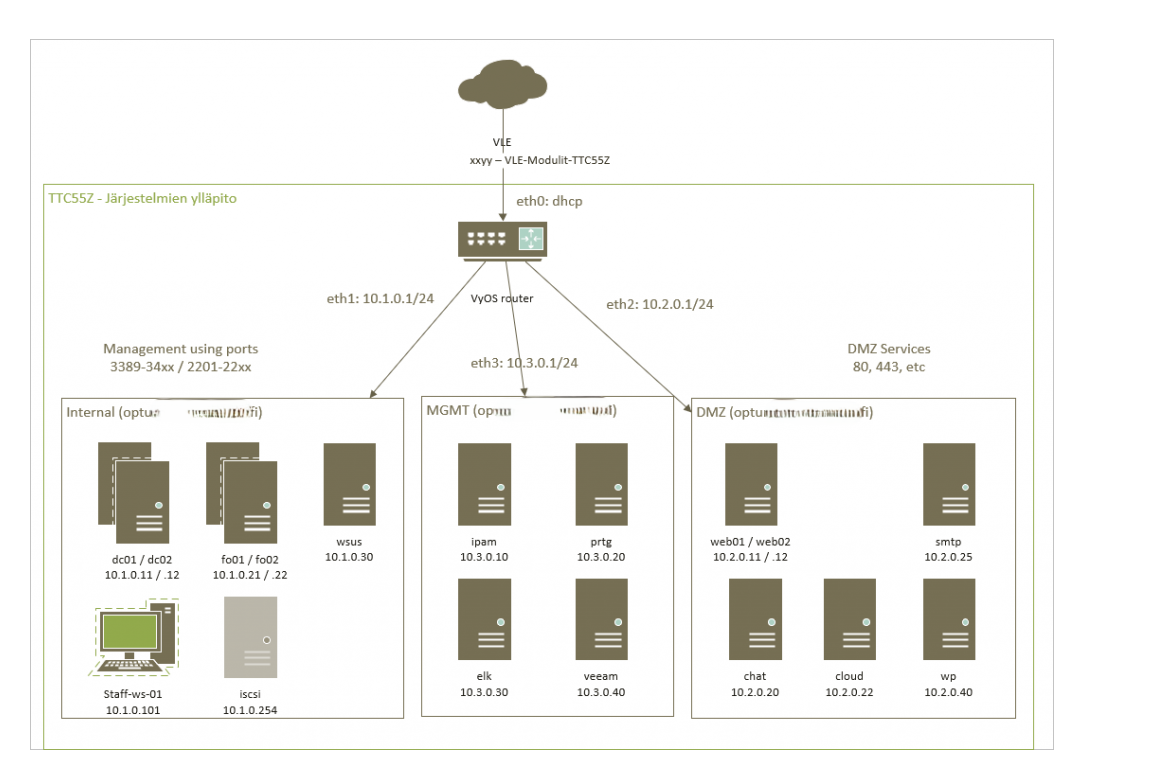 VLE
xxyy – VLE-Modulit-TTC55Z
TTC55Z - Järjestelmien ylläpito
eth0: dhcp
eth1: 10.1.0.1/24
VyOS router
eth2: 10.2.0.1/24
eth3: 10.3.0.1/24
Management using ports
3389-34xx / 2201-22xx
DMZ Services
80, 443, etc
Internal
dc01 / dc02
10.1.0.11 / .12
fo01 / fo02
10.1.0.21 / .22
wsus
10.1.0.30
Staff-ws-01
10.1.0.101
iscsi
10.1.0.254
MGMT
ipam
10.3.0.10
prtg
10.3.0.20
elk
10.3.0.30
veeam
10.3.0.40
DMZ
web01 / web02
10.2.0.11 / .12
smtp
10.2.0.25
chat
10.2.0.20
cloud
10.2.0.22
wp
10.2.0.40